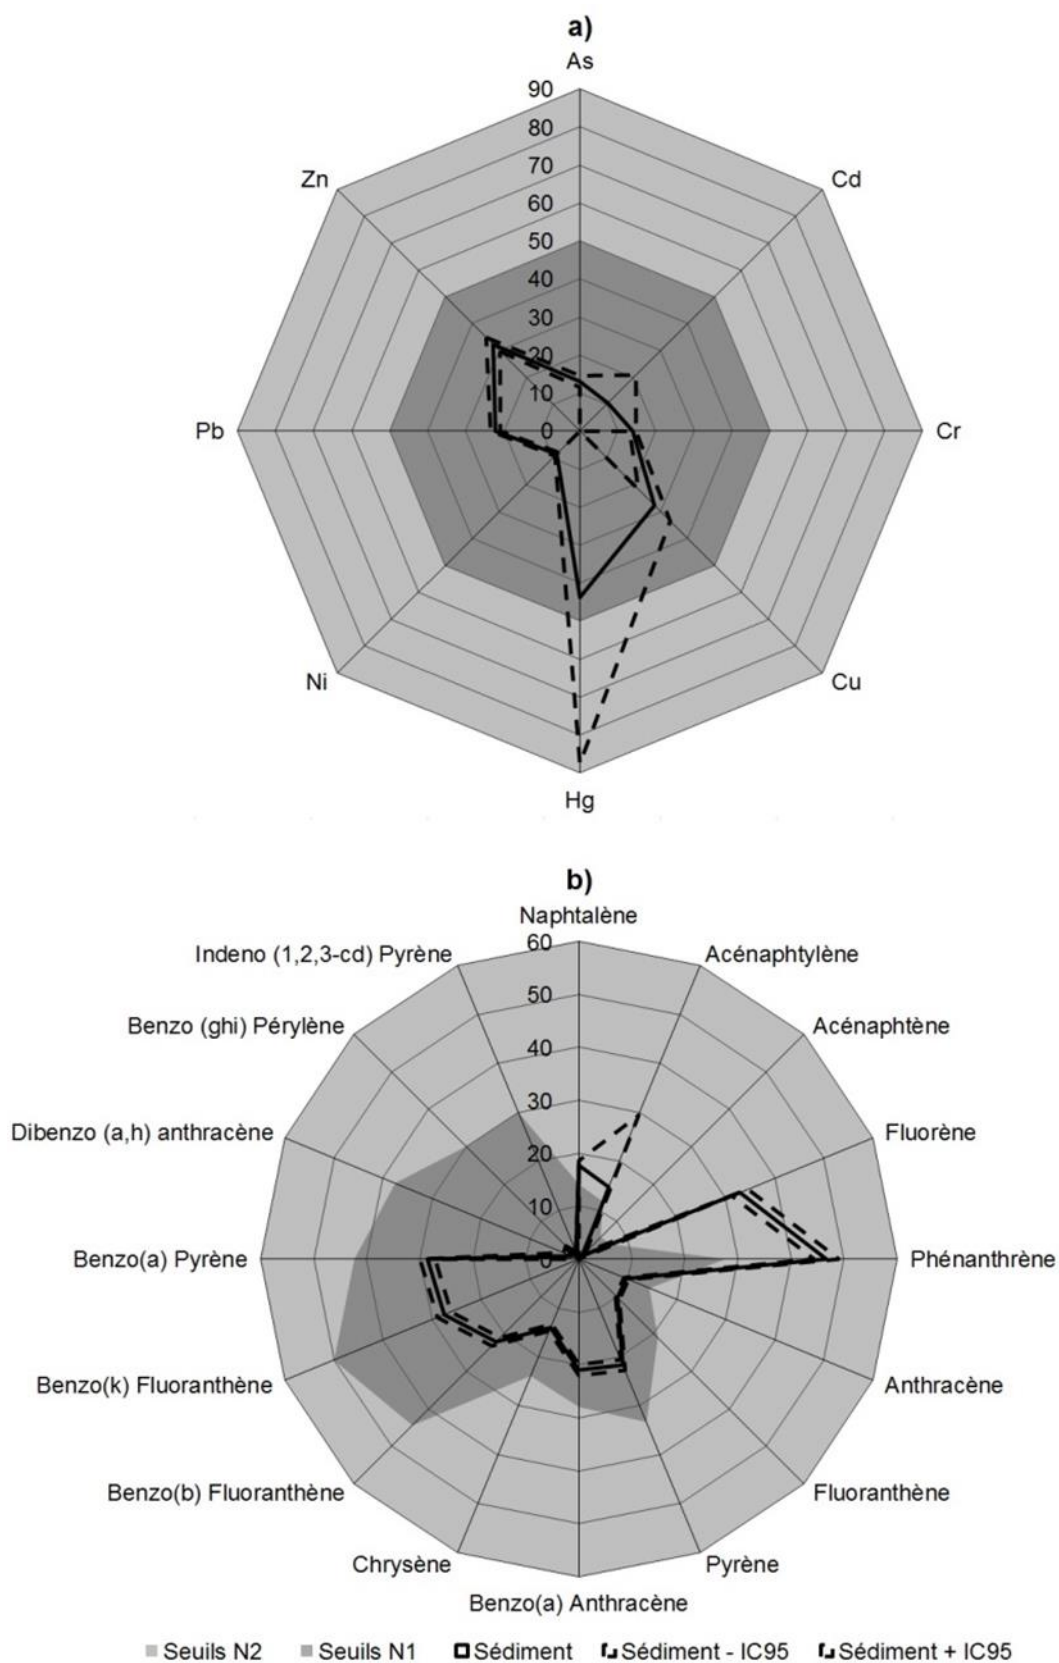 a)
As
90
80
Zn
Cd
70
60
50
40
30
20
10
Pb
0
Cr
Ni
Cu
Hg
b)
Naphtalène
60
Indeno (1,2,3-cd) Pyrène
Acénaphtylène
50
Benzo (ghi) Pérylène
Acénaphtène
40
30
Dibenzo (a,h) anthracène
Fluorène
20
10
Benzo(a) Pyrène
0
Phénanthrène
Benzo(k) Fluoranthène
Anthracène
Benzo(b) Fluoranthène
Fluoranthène
Chrysène
Pyrène
Benzo(a) Anthracène
Seuils N2 Seuils N1 Sédiment Sédiment - IC95 Sédiment + IC95